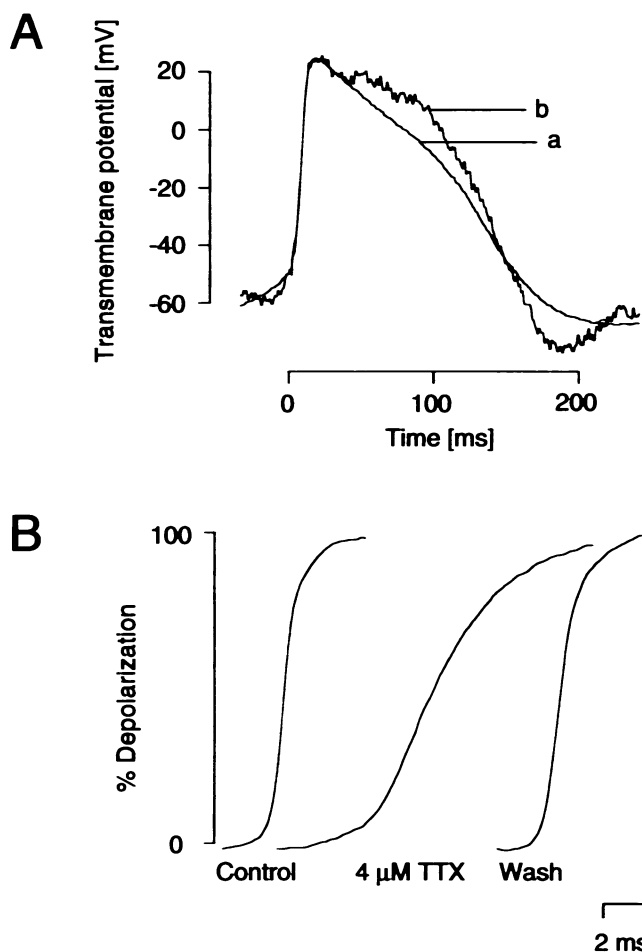 A
Transmembrane potential [mV]
20
0
-20
-40
-60
b
a
0 100 200
Time [ms]
B
% Depolarization
100
0
Control 4 μM TTX Wash
2 ms